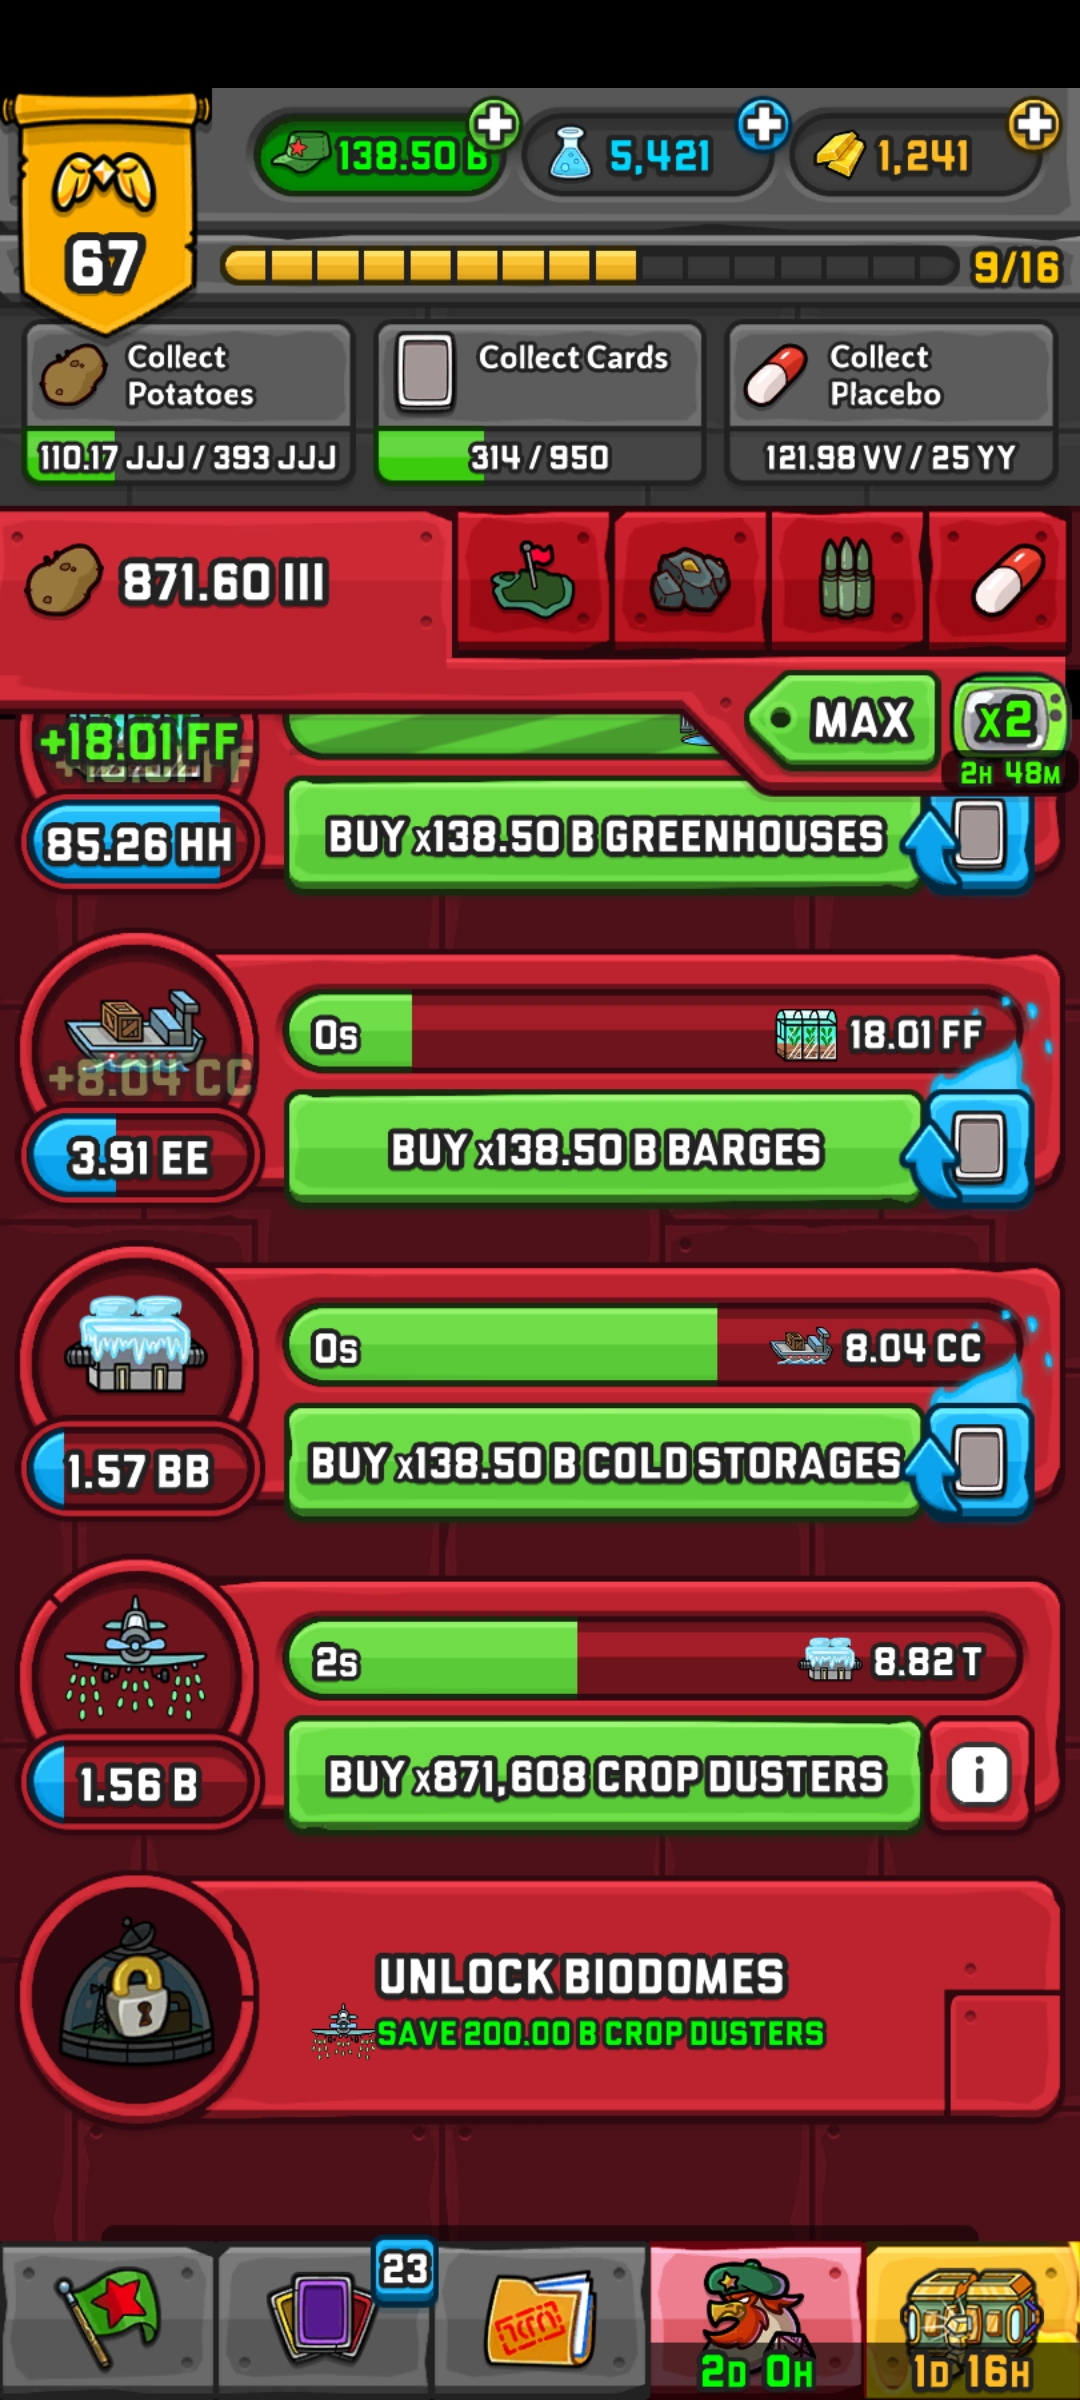 138.50 B
5,421
1,241
67
9/16
Collect Potatoes
110.17 JJJ / 393 JJJ
Collect Cards
314 / 950
Collect Placebo
121.98 VV / 25 YY
871.60 III
MAX
x2
2H 48M
+18.01 FF
85.26 HH
BUY x138.50 B GREENHOUSES
+8.04 CC
0s
18.01 FF
3.91 EE
BUY x138.50 B BARGES
0s
8.04 CC
1.57 BB
BUY x138.50 B COLD STORAGES
2s
8.82 T
1.56 B
BUY x871,608 CROP DUSTERS
i
UNLOCK BIODOMES
SAVE 200.00 B CROP DUSTERS
23
2D 0H
1D 16H